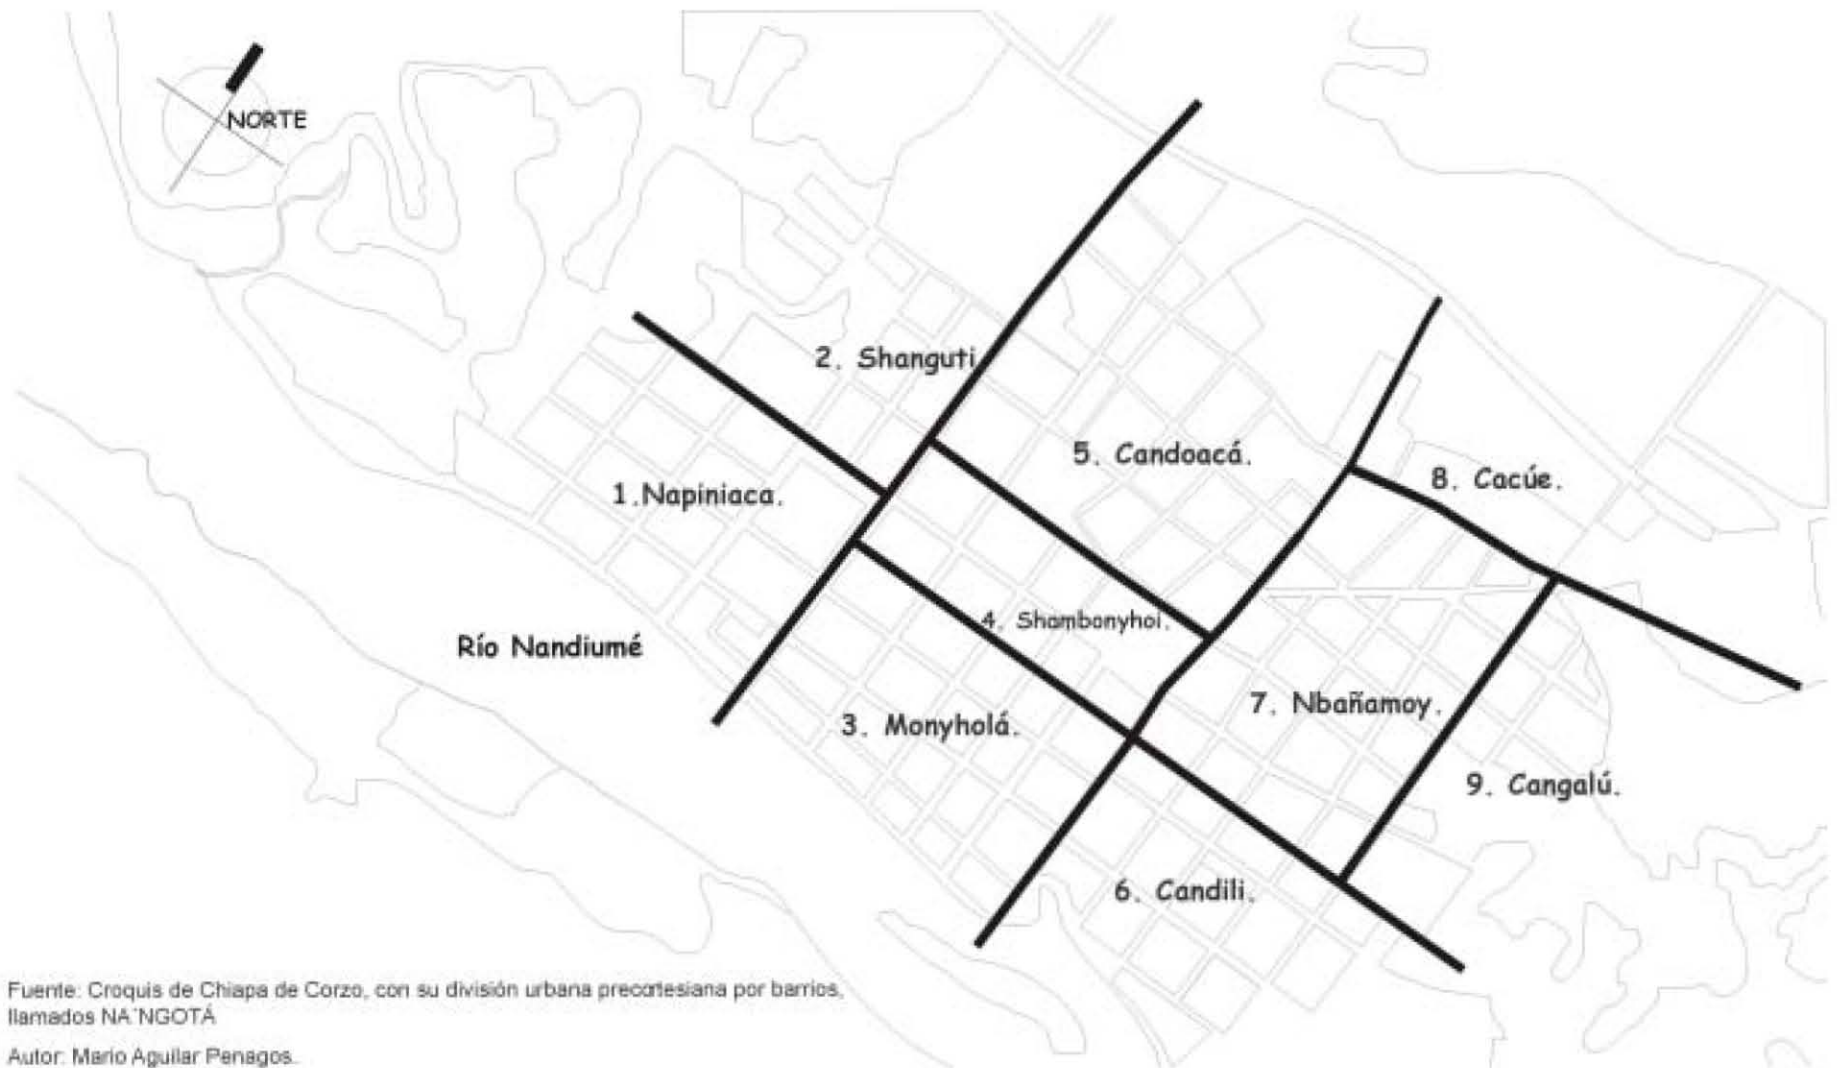 NORTE
2. Shanguti
5. Candoacá.
8. Cacúe.
1.Napiniaca.
4. Shambonyhoi.
Río Nandiumé
7. Nbañamoy.
3. Monyholá.
9. Cangalú.
6. Candili.
Fuente: Croquis de Chiapa de Corzo, con su división urbana precortesiana por barrios,
llamados NA´NGOTÁ
Autor: Mario Aguilar Penagos.